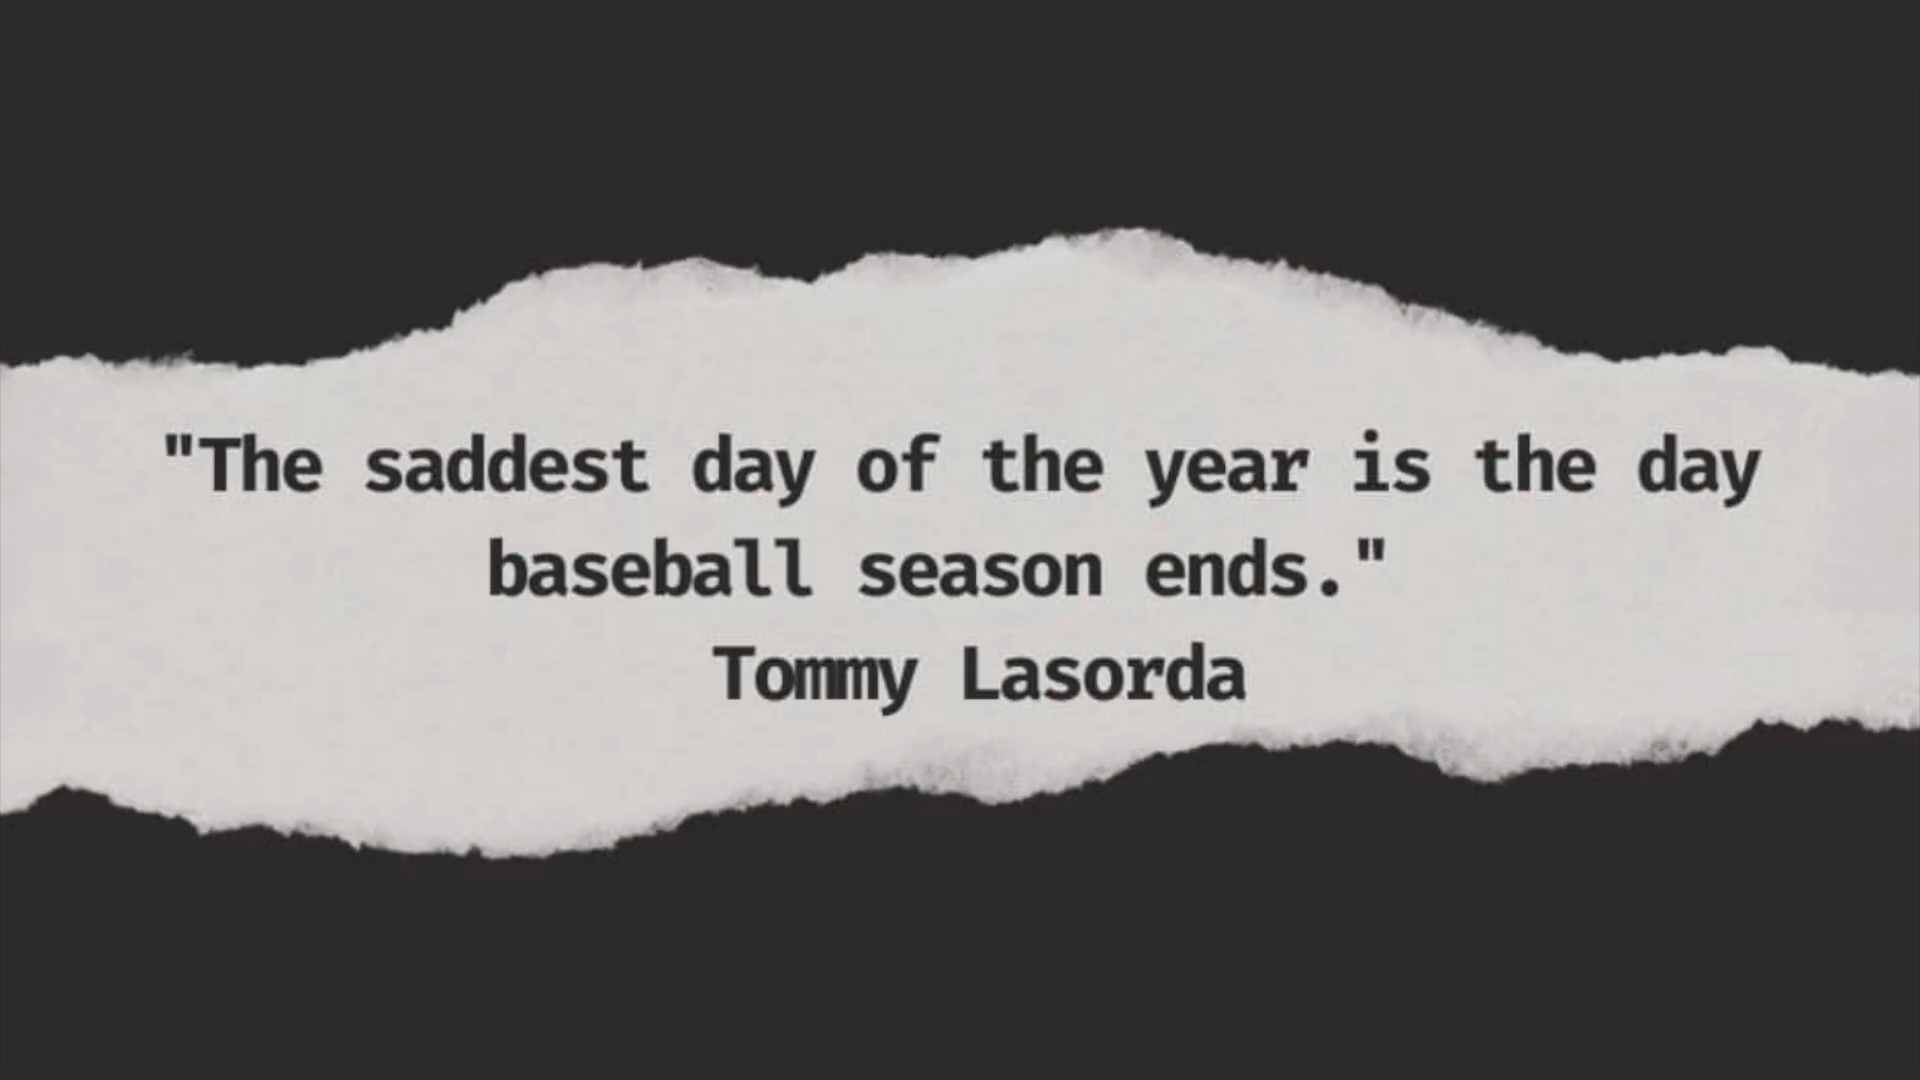 "The saddest day of the year is the day
baseball season ends."
Tommy Lasorda